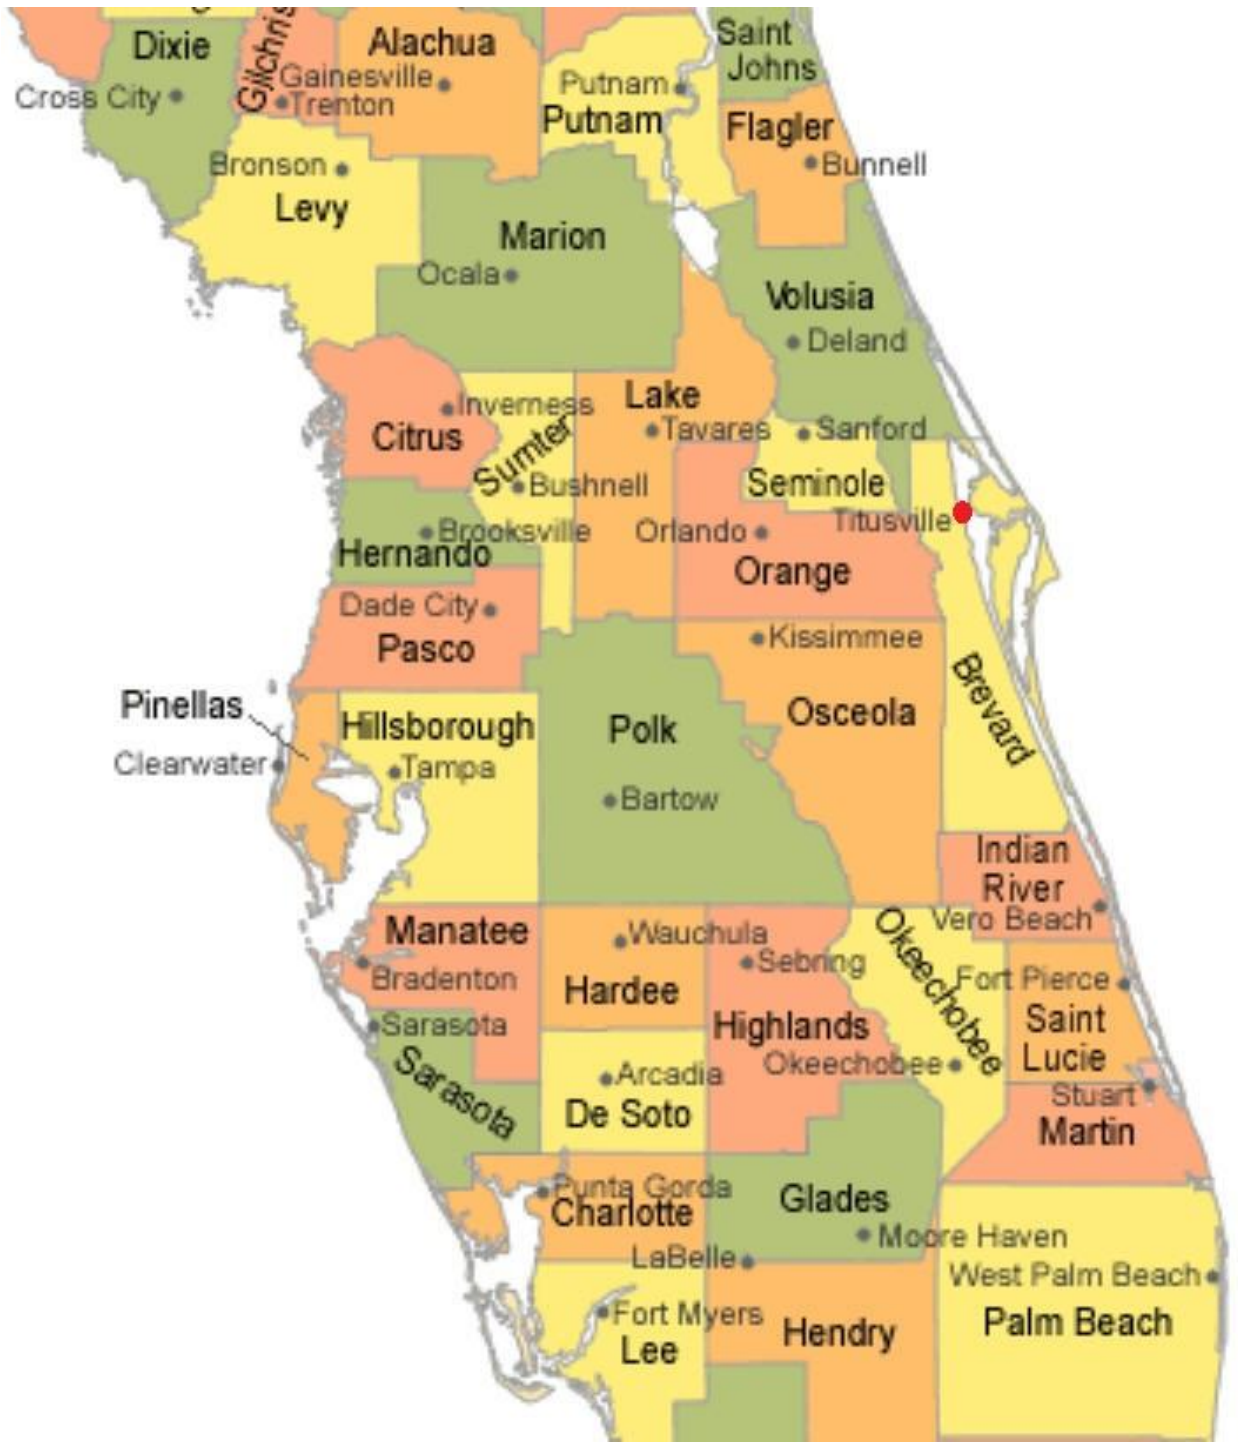 Dixie
Gilchris
Alachua
Saint
Johns
Gainesville
Putnam
Cross City
Trenton
Putnam
Flagler
Bronson
Bunnell
Levy
Marion
Ocala
Volusia
Deland
Lake
Inverness
Citrus
Sumter
Tavares
Sanford
Bushnell
Seminole
Titusville
Brooksville
Orlando
Hernando
Orange
Dade City
Kissimmee
Pasco
Brevard
Pinellas
Hillsborough
Polk
Osceola
Clearwater
Tampa
Bartow
Indian
River
Vero Beach
Manatee
Wauchula
Okeechobee
Sebring
Bradenton
Hardee
Fort Pierce
Sarasota
Highlands
Saint
Lucie
Okeechobee
Sarasota
Arcadia
Stuart
De Soto
Martin
Punta Gorda
Charlotte
Glades
Moore Haven
LaBelle
West Palm Beach
Fort Myers
Lee
Hendry
Palm Beach